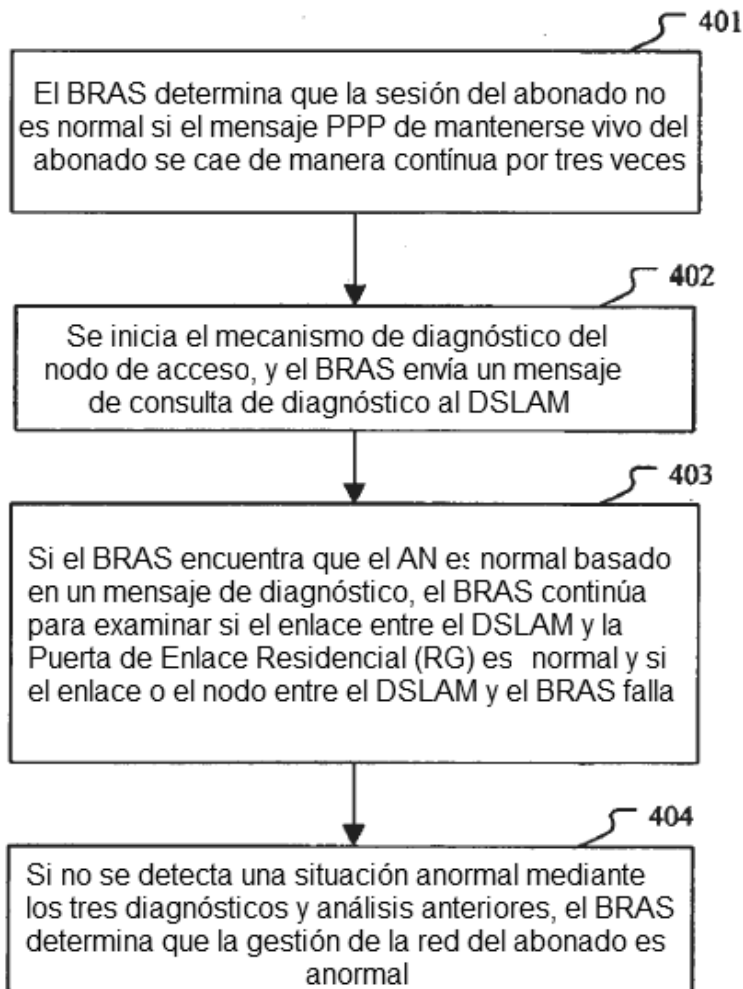 401
El BRAS determina que la sesión del abonado no
es normal si el mensaje PPP de mantenerse vivo del
abonado se cae de manera contínua por tres veces
402
Se inicia el mecanismo de diagnóstico del
nodo de acceso, y el BRAS envía un mensaje
de consulta de diagnóstico al DSLAM
403
Si el BRAS encuentra que el AN es normal basado
en un mensaje de diagnóstico, el BRAS continúa
para examinar si el enlace entre el DSLAM y la
Puerta de Enlace Residencial (RG) es normal y si
el enlace o el nodo entre el DSLAM y el BRAS falla
404
Si no se detecta una situación anormal mediante
los tres diagnósticos y análisis anteriores, el BRAS
determina que la gestión de la red del abonado es
anormal